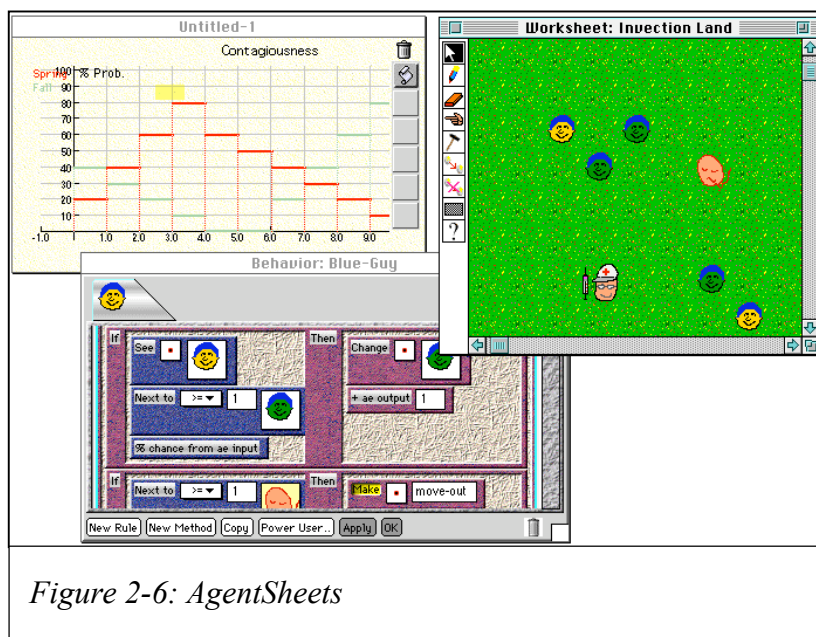 Untitled-1
Contagiousness
Spring
Fall
% Prob.
100
90
80
70
60
50
40
30
20
10
-1.0 1.0 2.0 3.0 4.0 5.0 6.0 7.0 8.0 9.0
Worksheet: Invection Land
?
Behavior: Blue-Guy
If Then
See Change
Next to >= 1 + ae output 1
% chance from ae input
If Then
Next to >= 1 Make move-out
New Rule New Method Copy Power User.. Apply OK
Figure 2-6: AgentSheets